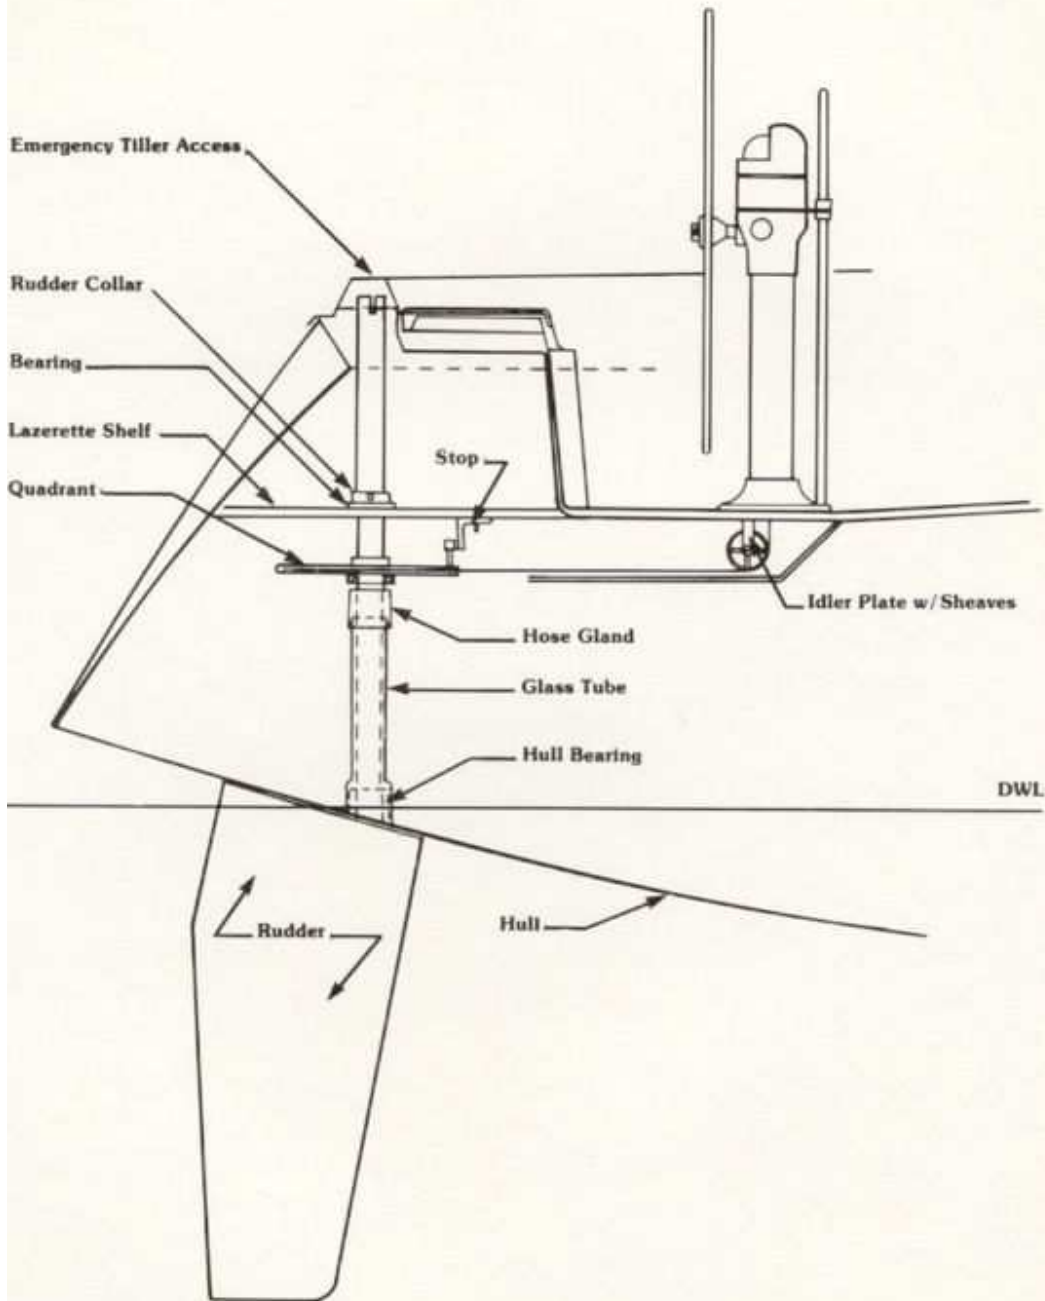 Emergency Tiller Access
Rudder Collar
Bearing
Lazerette Shelf
Stop
Quadrant
Idler Plate w/Sheaves
Hose Gland
Glass Tube
Hull Bearing
DWL
Rudder
Hull